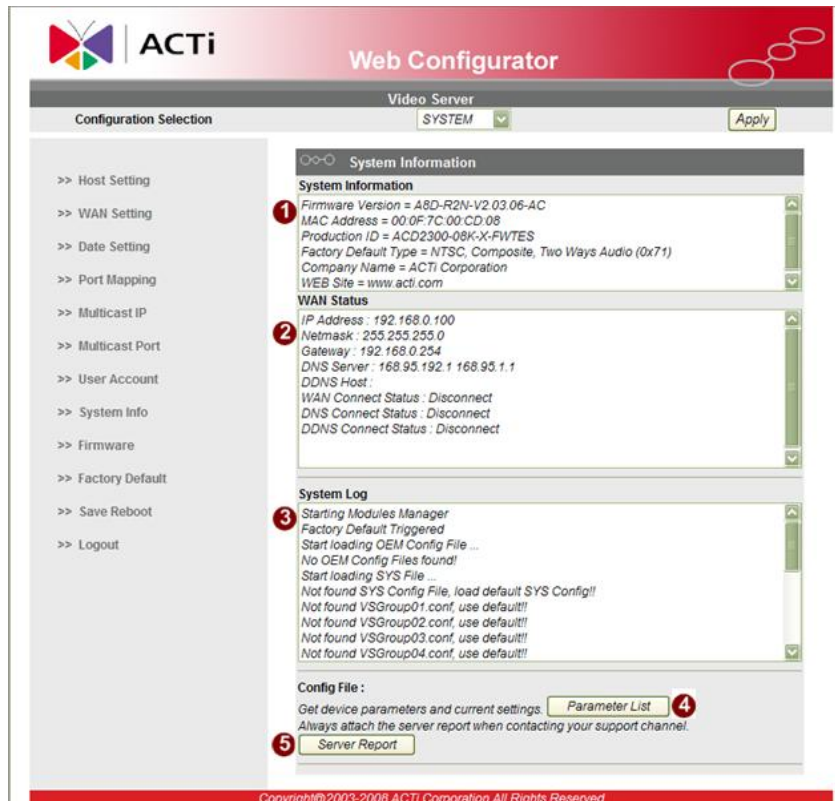 ACTi
Web Configurator
Video Server
Configuration Selection
SYSTEM
Apply
>> Host Setting
>> WAN Setting
>> Date Setting
>> Port Mapping
>> Multicast IP
>> Multicast Port
>> User Account
>> System Info
>> Firmware
>> Factory Default
>> Save Reboot
>> Logout
System Information
System Information
1
Firmware Version = A8D-R2N-V2.03.06-AC
MAC Address = 00:0F:7C:00:CD:08
Production ID = ACD2300-08K-X-FWTES
Factory Default Type = NTSC, Composite, Two Ways Audio (0x71)
Company Name = ACTi Corporation
WEB Site = www.acti.com
WAN Status
2
IP Address : 192.168.0.100
Netmask : 255.255.255.0
Gateway : 192.168.0.254
DNS Server : 168.95.192.1 168.95.1.1
DDNS Host :
WAN Connect Status : Disconnect
DNS Connect Status : Disconnect
DDNS Connect Status : Disconnect
System Log
3
Starting Modules Manager
Factory Default Triggered
Start loading OEM Config File ...
No OEM Config Files found!
Start loading SYS File ...
Not found SYS Config File, load default SYS Config!!
Not found VSGroup01.conf, use default!!
Not found VSGroup02.conf, use default!!
Not found VSGroup03.conf, use default!!
Not found VSGroup04.conf, use default!!
Config File :
Get device parameters and current settings. Parameter List 4
Always attach the server report when contacting your support channel.
5 Server Report
Copyright@2003-2008 ACTi Corporation All Rights Reserved